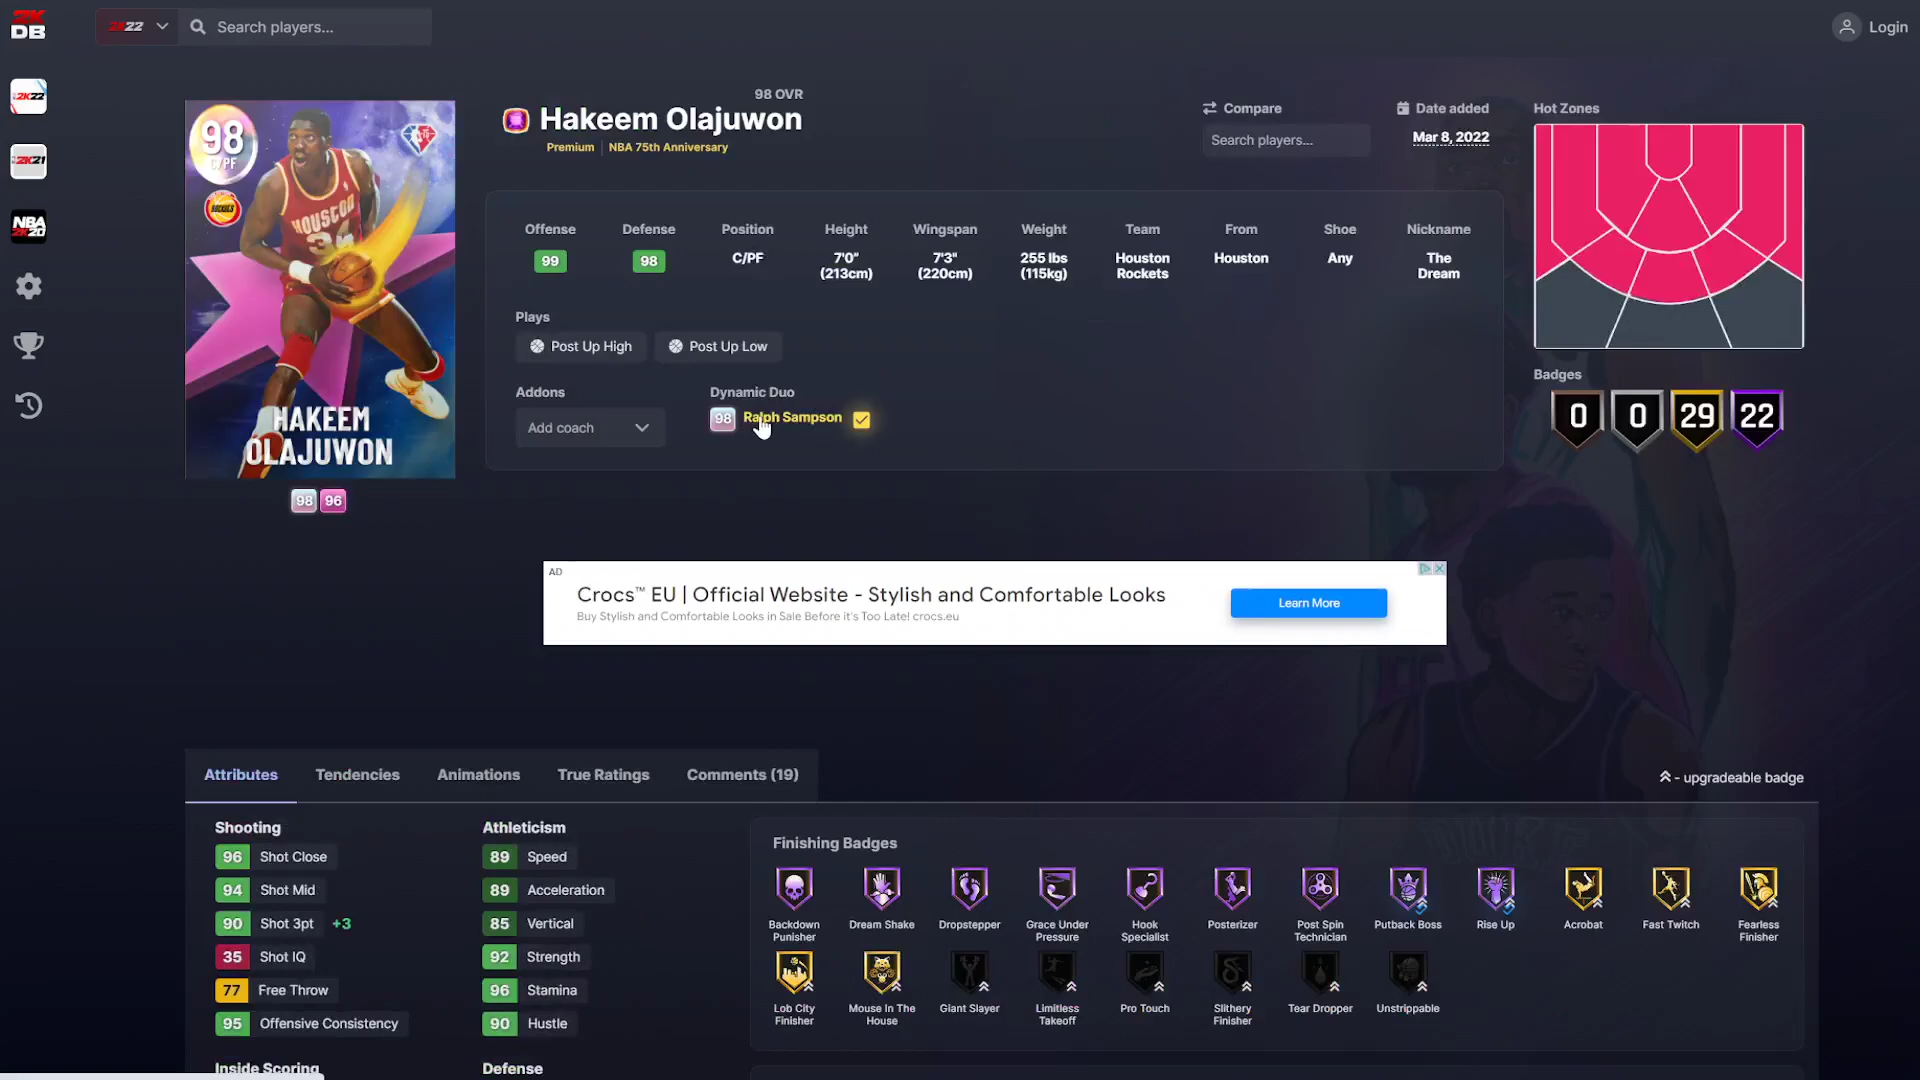 2K
DB
2K22
Search players...
Login
2K22
2K21
NBA
2K20
98
C/PF
ROCKETS
HOUSTON
34
HAKEEM
OLAJUWON
98 96
98 OVR
Hakeem Olajuwon
Premium | NBA 75th Anniversary
Compare
Search players...
Date added
Mar 8, 2022
Hot Zones
Offense Defense Position Height Wingspan Weight Team From Shoe Nickname
99 98 C/PF 7'0" 7'3" 255 lbs Houston Houston Any The
(213cm) (220cm) (115kg) Rockets Dream
Plays
Post Up High Post Up Low
Addons Dynamic Duo
Add coach
98 Ralph Sampson
Badges
0 0 29 22
AD
Crocs™ EU | Official Website - Stylish and Comfortable Looks
Buy Stylish and Comfortable Looks in Sale Before it's Too Late! crocs.eu
Learn More
Attributes Tendencies Animations True Ratings Comments (19)
- upgradeable badge
Shooting
96 Shot Close
94 Shot Mid
90 Shot 3pt +3
35 Shot IQ
77 Free Throw
95 Offensive Consistency
Inside Scoring
Athleticism
89 Speed
89 Acceleration
85 Vertical
92 Strength
96 Stamina
90 Hustle
Defense
Finishing Badges
Backdown Punisher
Dream Shake
Dropstepper
Grace Under Pressure
Hook Specialist
Posterizer
Post Spin Technician
Putback Boss
Rise Up
Acrobat
Fast Twitch
Fearless Finisher
Lob City Finisher
Mouse In The House
Giant Slayer
Limitless Takeoff
Pro Touch
Slithery Finisher
Tear Dropper
Unstrippable